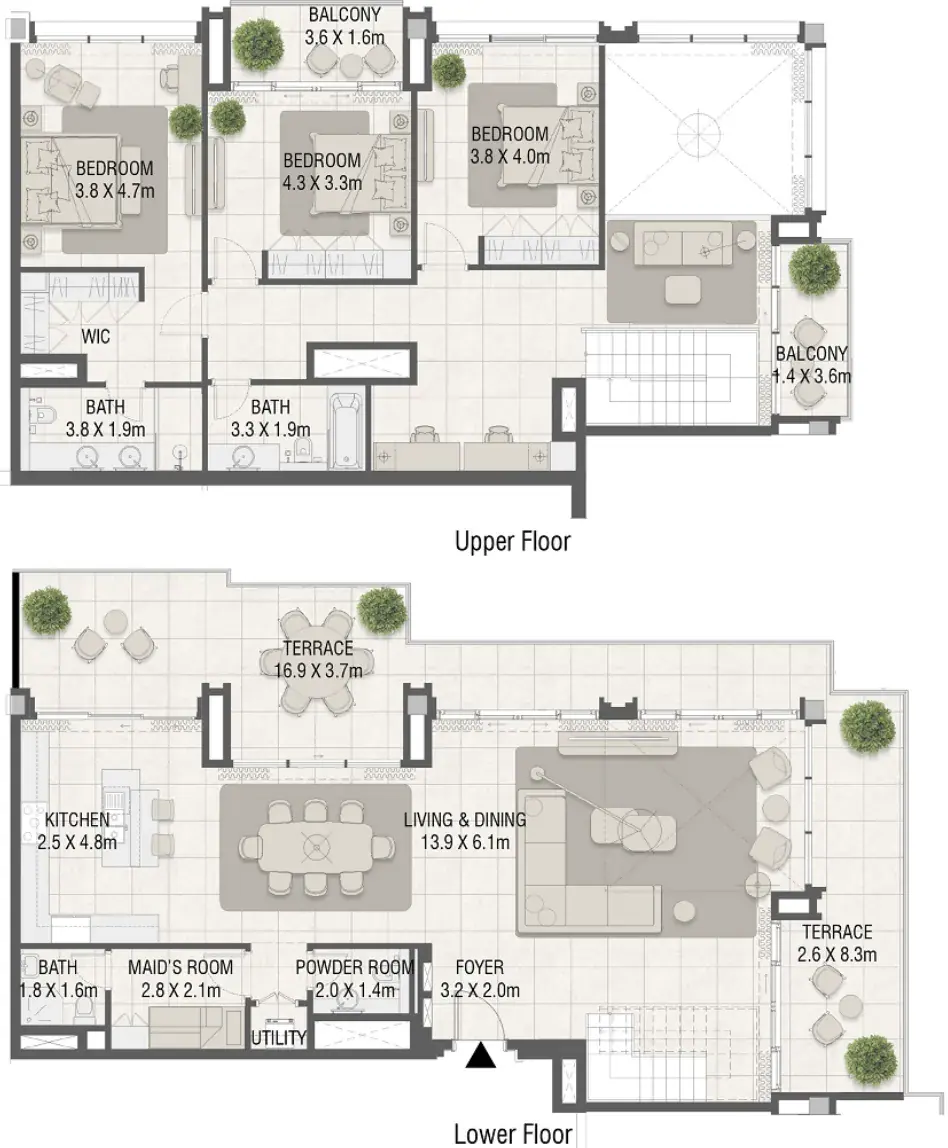 BALCONY
3.6 X 1.6m
BEDROOM
3.8 X 4.7m
BEDROOM
4.3 X 3.3m
BEDROOM
3.8 X 4.0m
WIC
BALCONY
1.4 X 3.6m
BATH
3.8 X 1.9m
BATH
3.3 X 1.9m
Upper Floor
TERRACE
16.9 X 3.7m
KITCHEN
2.5 X 4.8m
LIVING & DINING
13.9 X 6.1m
TERRACE
2.6 X 8.3m
BATH
1.8 X 1.6m
MAID'S ROOM
2.8 X 2.1m
POWDER ROOM
2.0 X 1.4m
FOYER
3.2 X 2.0m
UTILITY
Lower Floor